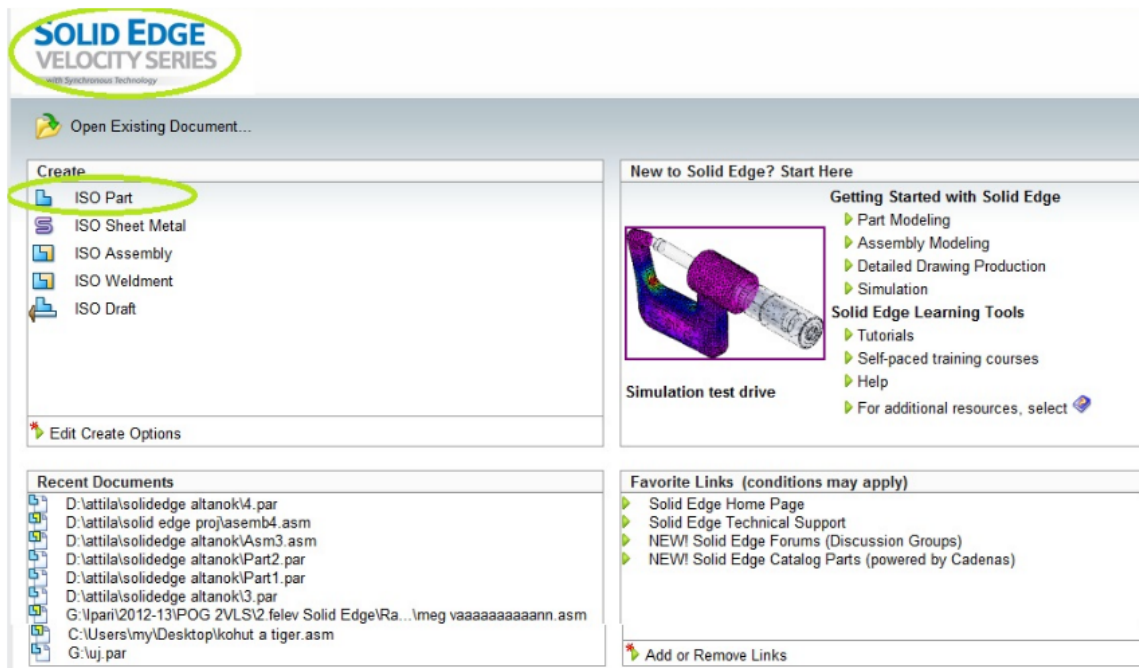 SOLID EDGE
VELOCITY SERIES
with Synchronous Technology
Open Existing Document...
Create
ISO Part
ISO Sheet Metal
ISO Assembly
ISO Weldment
ISO Draft
Edit Create Options
New to Solid Edge? Start Here
Getting Started with Solid Edge
Part Modeling
Assembly Modeling
Detailed Drawing Production
Simulation
Solid Edge Learning Tools
Tutorials
Self-paced training courses
Help
For additional resources, select
Simulation test drive
Recent Documents
D:\attila\solidedge altanok\4.par
D:\attila\solid edge proj\asemb4.asm
D:\attila\solidedge altanok\Asm3.asm
D:\attila\solidedge altanok\Part2.par
D:\attila\solidedge altanok\Part1.par
D:\attila\solidedge altanok\3.par
G:\Ipari\2012-13\POG 2VLS\2.felev Solid Edge\Ra...\meg vaaaaaaaaaann.asm
C:\Users\my\Desktop\kohut a tiger.asm
G:\uj.par
Favorite Links (conditions may apply)
Solid Edge Home Page
Solid Edge Technical Support
NEW! Solid Edge Forums (Discussion Groups)
NEW! Solid Edge Catalog Parts (powered by Cadenas)
Add or Remove Links